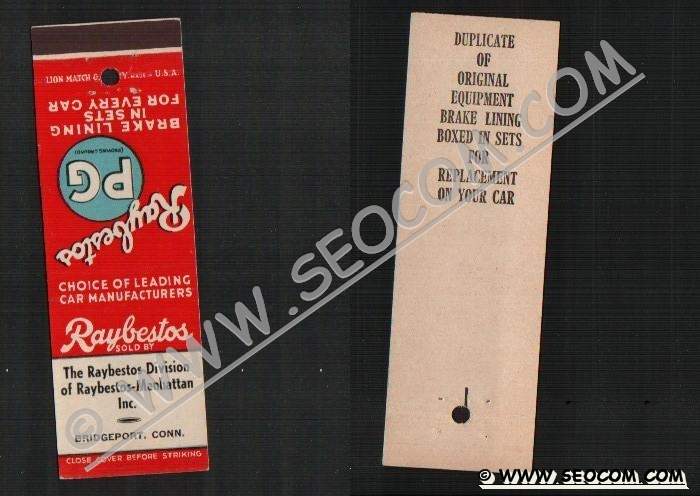 LION MATCH
U.S.A.
BRAKE LINING
IN SETS
FOR EVERY CAR
PG
(PROVING GROUND)
Raybestos
CHOICE OF LEADING
CAR MANUFACTURERS
Raybestos
SOLD BY
The Raybestos Division
of Raybestos-Manhattan
Inc.
BRIDGEPORT, CONN.
CLOSE COVER BEFORE STRIKING
DUPLICATE
OF
ORIGINAL
EQUIPMENT
BRAKE LINING
BOXED IN SETS
FOR
REPLACEMENT
ON YOUR CAR
© WWW.SEOCOM.COM
© WWW.SEOCOM.COM